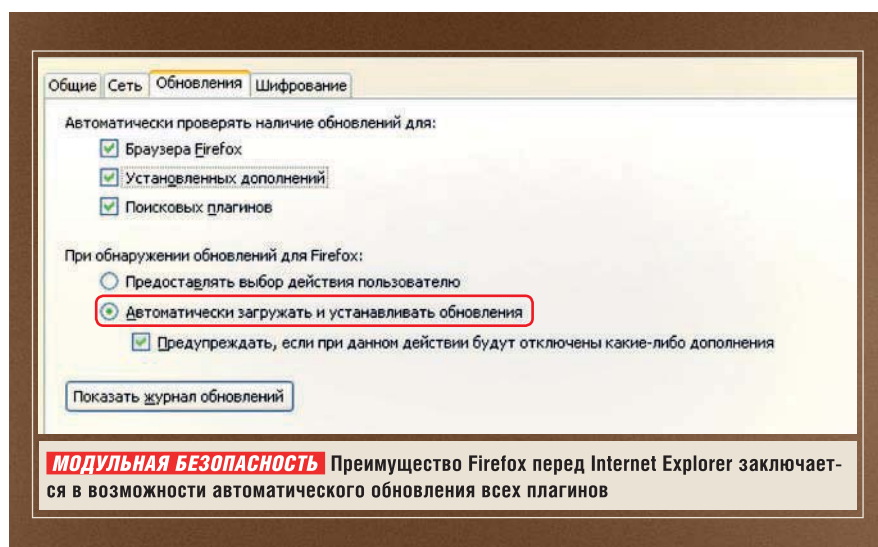 Общие Сеть Обновления Шифрование
Автоматически проверять наличие обновлений для:
Браузера Firefox
Установленных дополнений
Поисковых плагинов
При обнаружении обновлений для Firefox:
Предоставлять выбор действия пользователю
Автоматически загружать и устанавливать обновления
Предупреждать, если при данном действии будут отключены какие-либо дополнения
Показать журнал обновлений
МОДУЛЬНАЯ БЕЗОПАСНОСТЬ Преимущество Firefox перед Internet Explorer заключает-
ся в возможности автоматического обновления всех плагинов